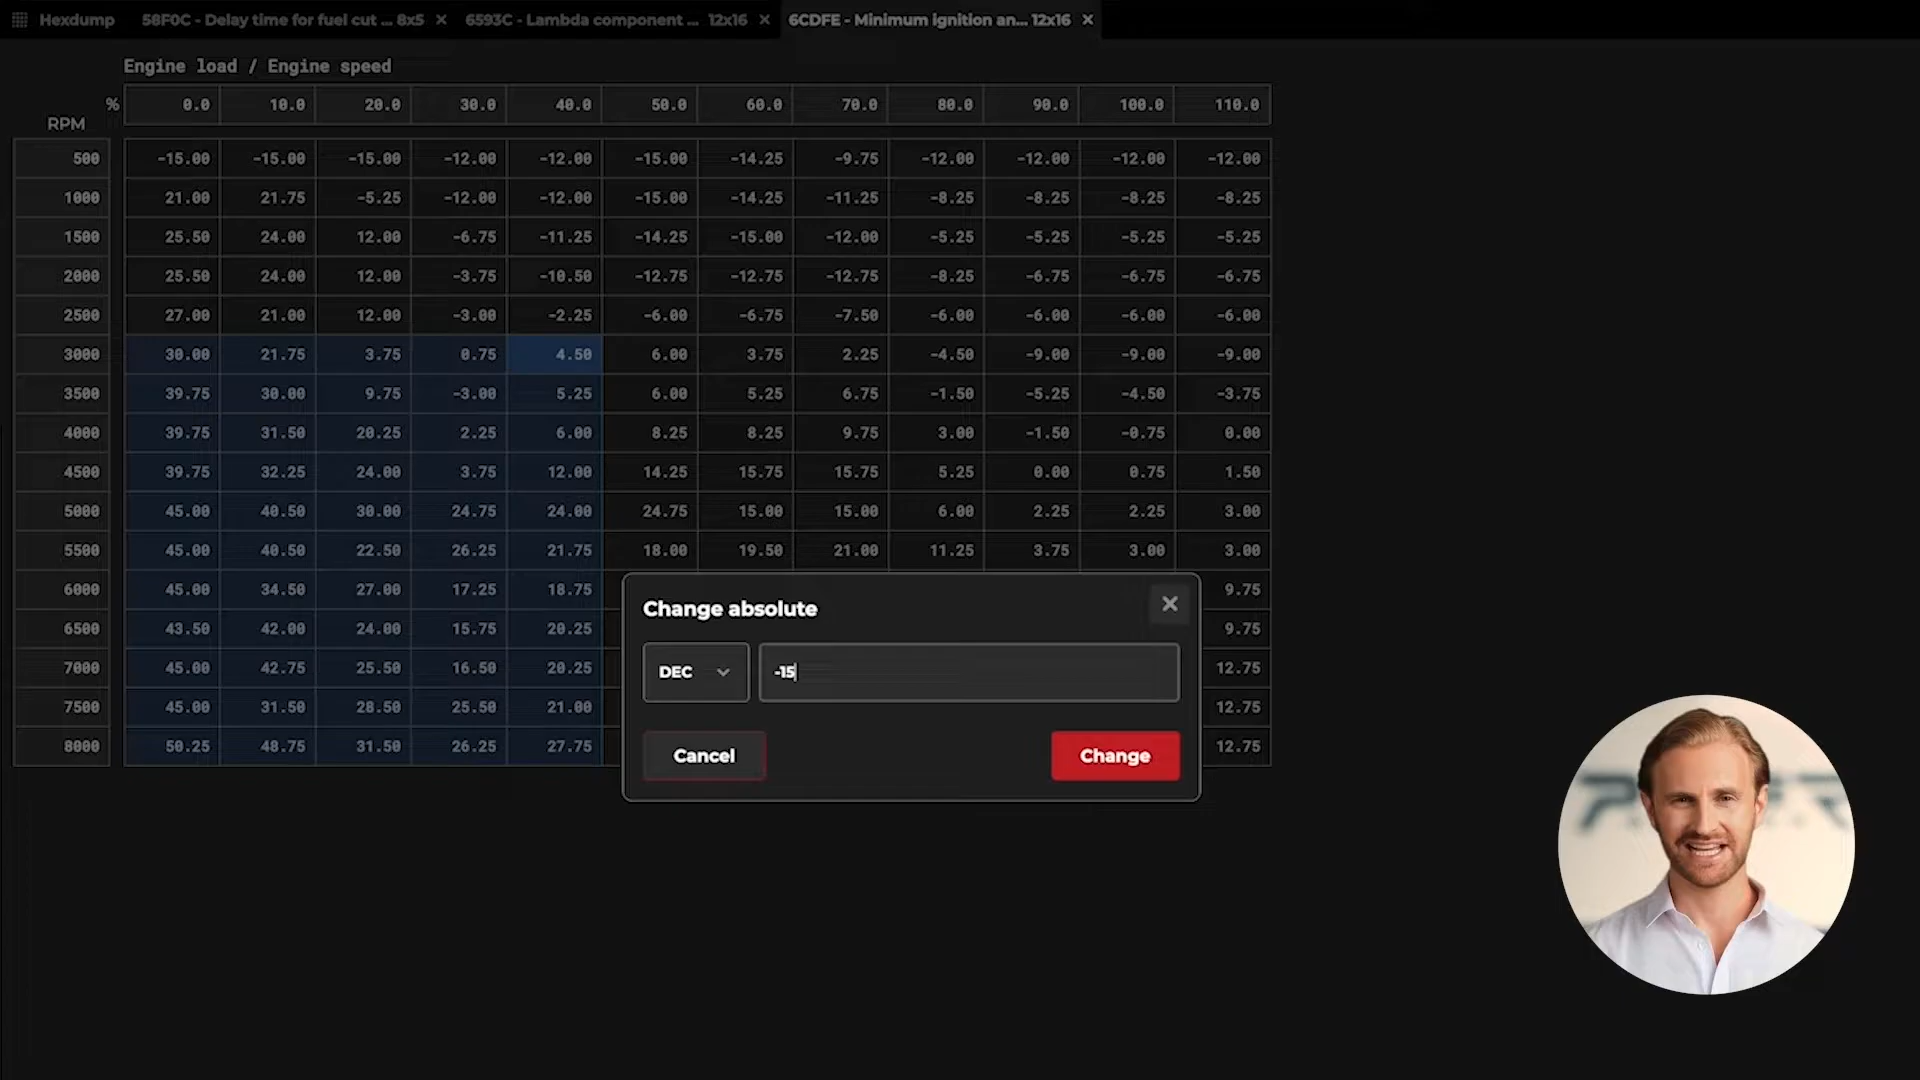 Hexdump 58F0C - Delay time for fuel cut ... 8x5 × 6593C - Lambda component ... 12x16 × 6CDFE - Minimum ignition an... 12x16 ×
Engine load / Engine speed
% 0.0 10.0 20.0 30.0 40.0 50.0 60.0 70.0 80.0 90.0 100.0 110.0
RPM
500 -15.00 -15.00 -15.00 -12.00 -12.00 -15.00 -14.25 -9.75 -12.00 -12.00 -12.00 -12.00
1000 21.00 21.75 -5.25 -12.00 -12.00 -15.00 -14.25 -11.25 -8.25 -8.25 -8.25 -8.25
1500 25.50 24.00 12.00 -6.75 -11.25 -14.25 -15.00 -12.00 -5.25 -5.25 -5.25 -5.25
2000 25.50 24.00 12.00 -3.75 -10.50 -12.75 -12.75 -12.75 -8.25 -6.75 -6.75 -6.75
2500 27.00 21.00 12.00 -3.00 -2.25 -6.00 -6.75 -7.50 -6.00 -6.00 -6.00 -6.00
3000 30.00 21.75 3.75 0.75 4.50 6.00 3.75 2.25 -4.50 -9.00 -9.00 -9.00
3500 39.75 30.00 9.75 -3.00 5.25 6.00 5.25 6.75 -1.50 -5.25 -4.50 -3.75
4000 39.75 31.50 20.25 2.25 6.00 8.25 8.25 9.75 3.00 -1.50 -0.75 0.00
4500 39.75 32.25 24.00 3.75 12.00 14.25 15.75 15.75 5.25 0.00 0.75 1.50
5000 45.00 40.50 30.00 24.75 24.00 24.75 15.00 15.00 6.00 2.25 2.25 3.00
5500 45.00 40.50 22.50 26.25 21.75 18.00 19.50 21.00 11.25 3.75 3.00 3.00
6000 45.00 34.50 27.00 17.25 18.75 9.75
6500 43.50 42.00 24.00 15.75 20.25 9.75
7000 45.00 42.75 25.50 16.50 20.25 12.75
7500 45.00 31.50 28.50 25.50 21.00 12.75
8000 50.25 48.75 31.50 26.25 27.75 12.75
Change absolute ×
DEC -15
Cancel Change